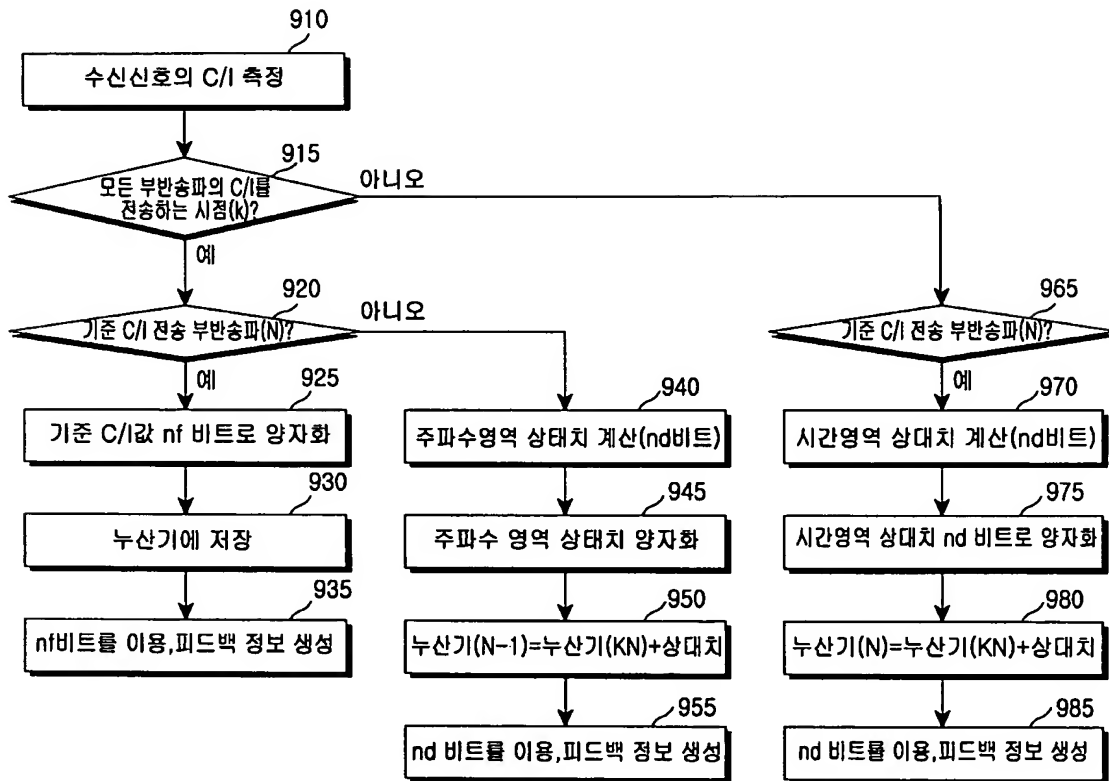 910
수신신호의 C/I 측정
915
모든 부반송파의 C/I를
전송하는 시점(k)?
아니오
예
920
기준 C/I 전송 부반송파(N)?
아니오
예
965
기준 C/I 전송 부반송파(N)?
예
925
기준 C/I값 nf 비트로 양자화
930
누산기에 저장
935
nf비트를 이용,피드백 정보 생성
940
주파수영역 상태치 계산(nd비트)
945
주파수 영역 상태치 양자화
950
누산기(N-1)=누산기(KN)+상대치
955
nd 비트를 이용,피드백 정보 생성
970
시간영역 상대치 계산(nd비트)
975
시간영역 상대치 nd 비트로 양자화
980
누산기(N)=누산기(KN)+상대치
985
nd 비트를 이용,피드백 정보 생성